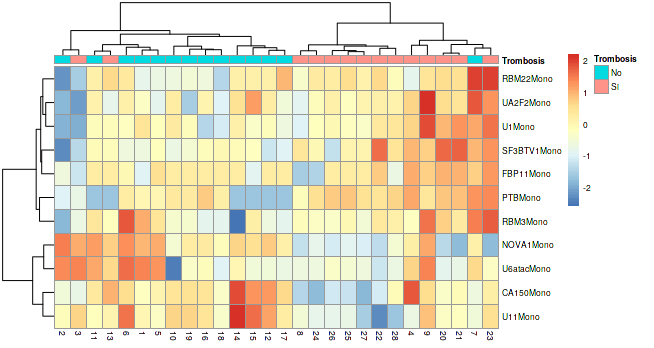 Trombosis
Trombosis
No
SI
2
1
0
-1
-2
RBM22Mono
UA2F2Mono
U1Mono
SF3BTV1Mono
FBP11Mono
PTBMono
RBM3Mono
NOVA1Mono
U6atacMono
CA150Mono
U11Mono
2 3 11 13 6 1 5 10 19 16 18 14 15 12 17 8 24 26 25 27 22 28 4 9 20 21 7 23